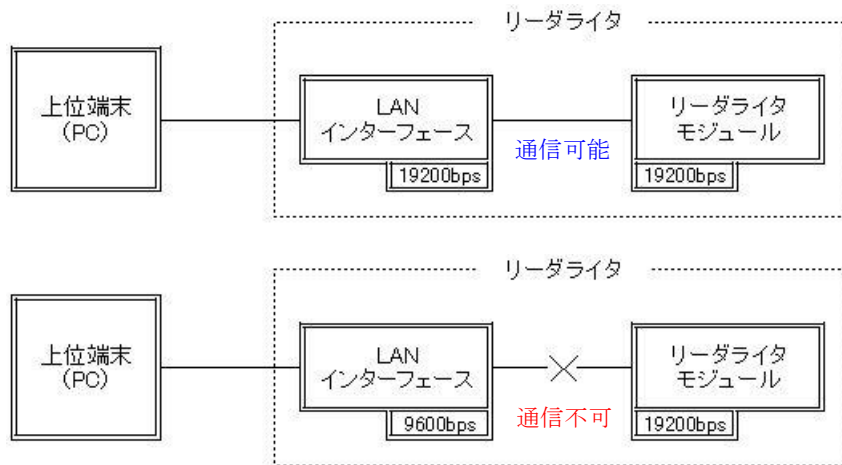 リーダライタ
上位端末
(PC)
LAN
インターフェース
リーダライタ
モジュール
通信可能
19200bps
19200bps
リーダライタ
上位端末
(PC)
LAN
インターフェース
リーダライタ
モジュール
通信不可
9600bps
19200bps